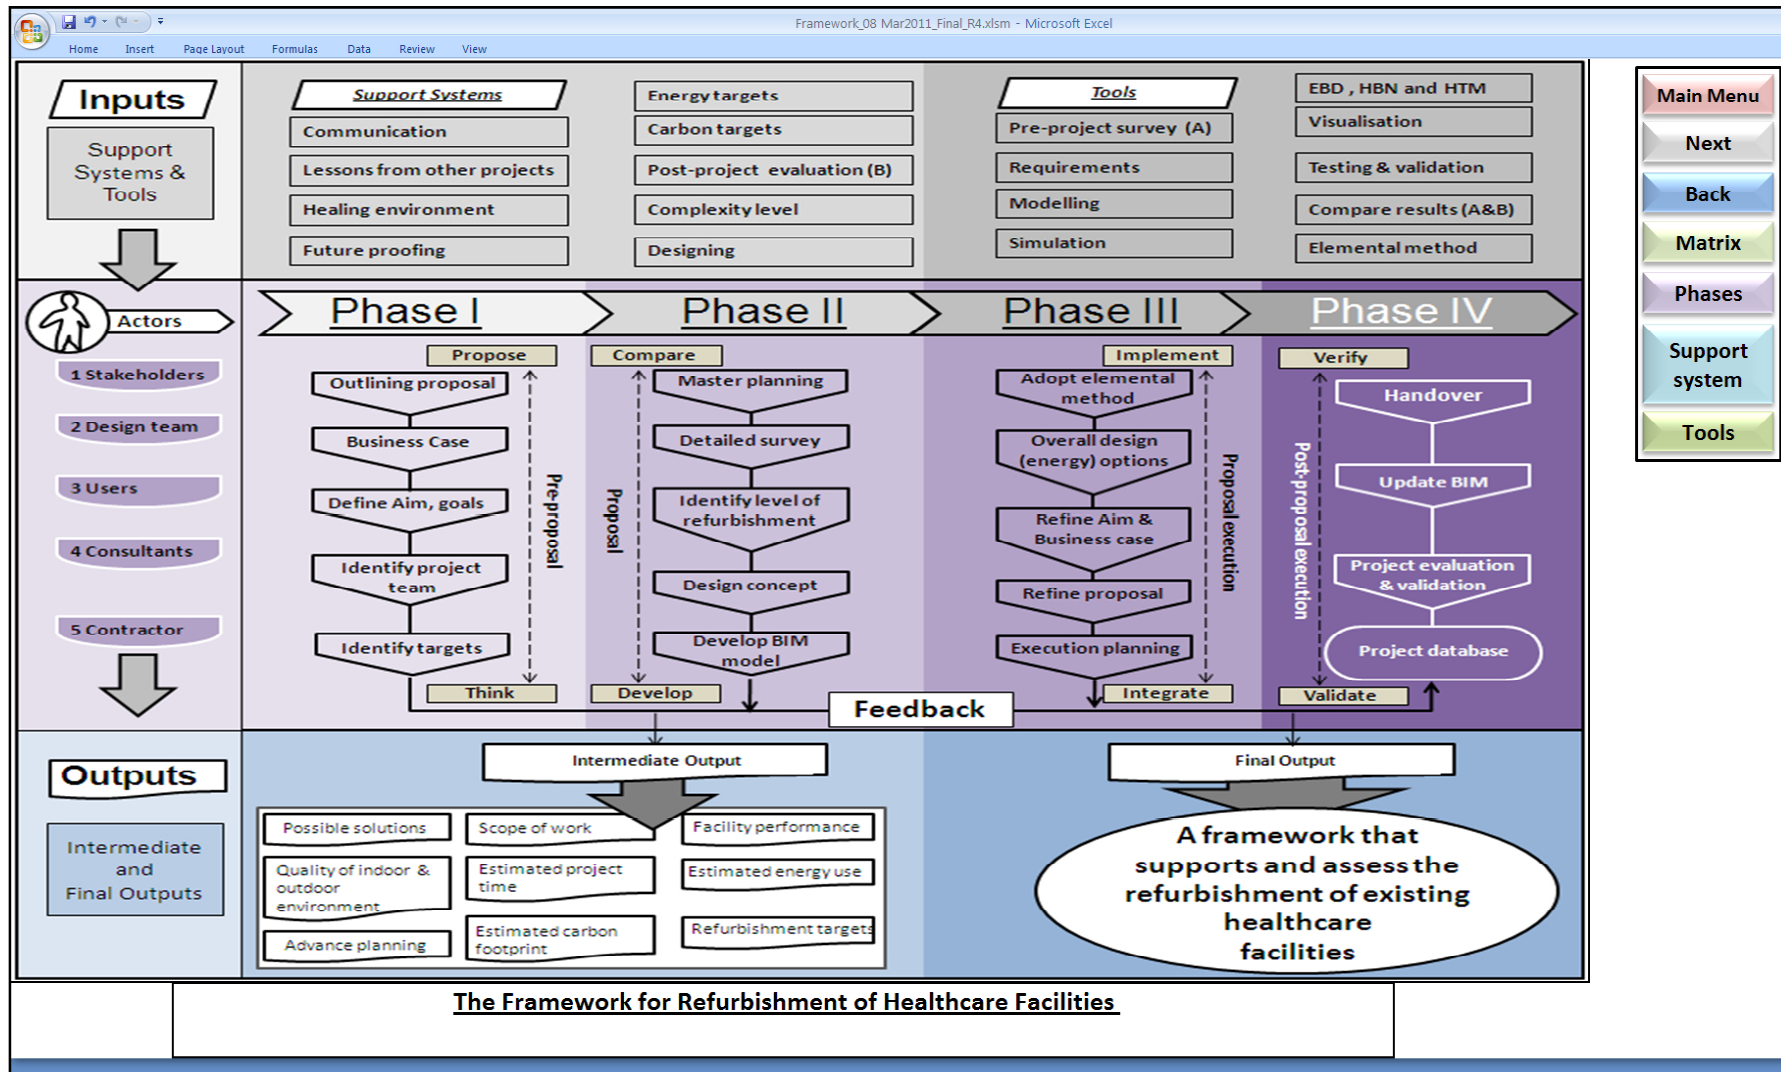 Framework_08 Mar2011_Final_R4.xlsm - Microsoft Excel
Home Insert Page Layout Formulas Data Review View
Inputs
Support
Systems &
Tools
Support Systems
Communication
Lessons from other projects
Healing environment
Future proofing
Energy targets
Carbon targets
Post-project evaluation (B)
Complexity level
Designing
Tools
Pre-project survey (A)
Requirements
Modelling
Simulation
EBD , HBN and HTM
Visualisation
Testing & validation
Compare results (A&B)
Elemental method
Main Menu
Next
Back
Matrix
Phases
Support
system
Tools
Actors
1 Stakeholders
2 Design team
3 Users
4 Consultants
5 Contractor
Phase I
Propose
Outlining proposal
Business Case
Define Aim, goals
Identify project
team
Identify targets
Pre-proposal
Think
Phase II
Compare
Master planning
Detailed survey
Identify level of
refurbishment
Design concept
Develop BIM
model
Proposal
Develop
Phase III
Implement
Adopt elemental
method
Overall design
(energy) options
Refine Aim &
Business case
Refine proposal
Execution planning
Proposal execution
Integrate
Phase IV
Verify
Handover
Update BIM
Project evaluation
& validation
Project database
Post-proposal execution
Validate
Feedback
Outputs
Intermediate
and
Final Outputs
Intermediate Output
Possible solutions
Quality of indoor &
outdoor
environment
Advance planning
Scope of work
Estimated project
time
Estimated carbon
footprint
Facility performance
Estimated energy use
Refurbishment targets
Final Output
A framework that
supports and assess the
refurbishment of existing
healthcare
facilities
The Framework for Refurbishment of Healthcare Facilities